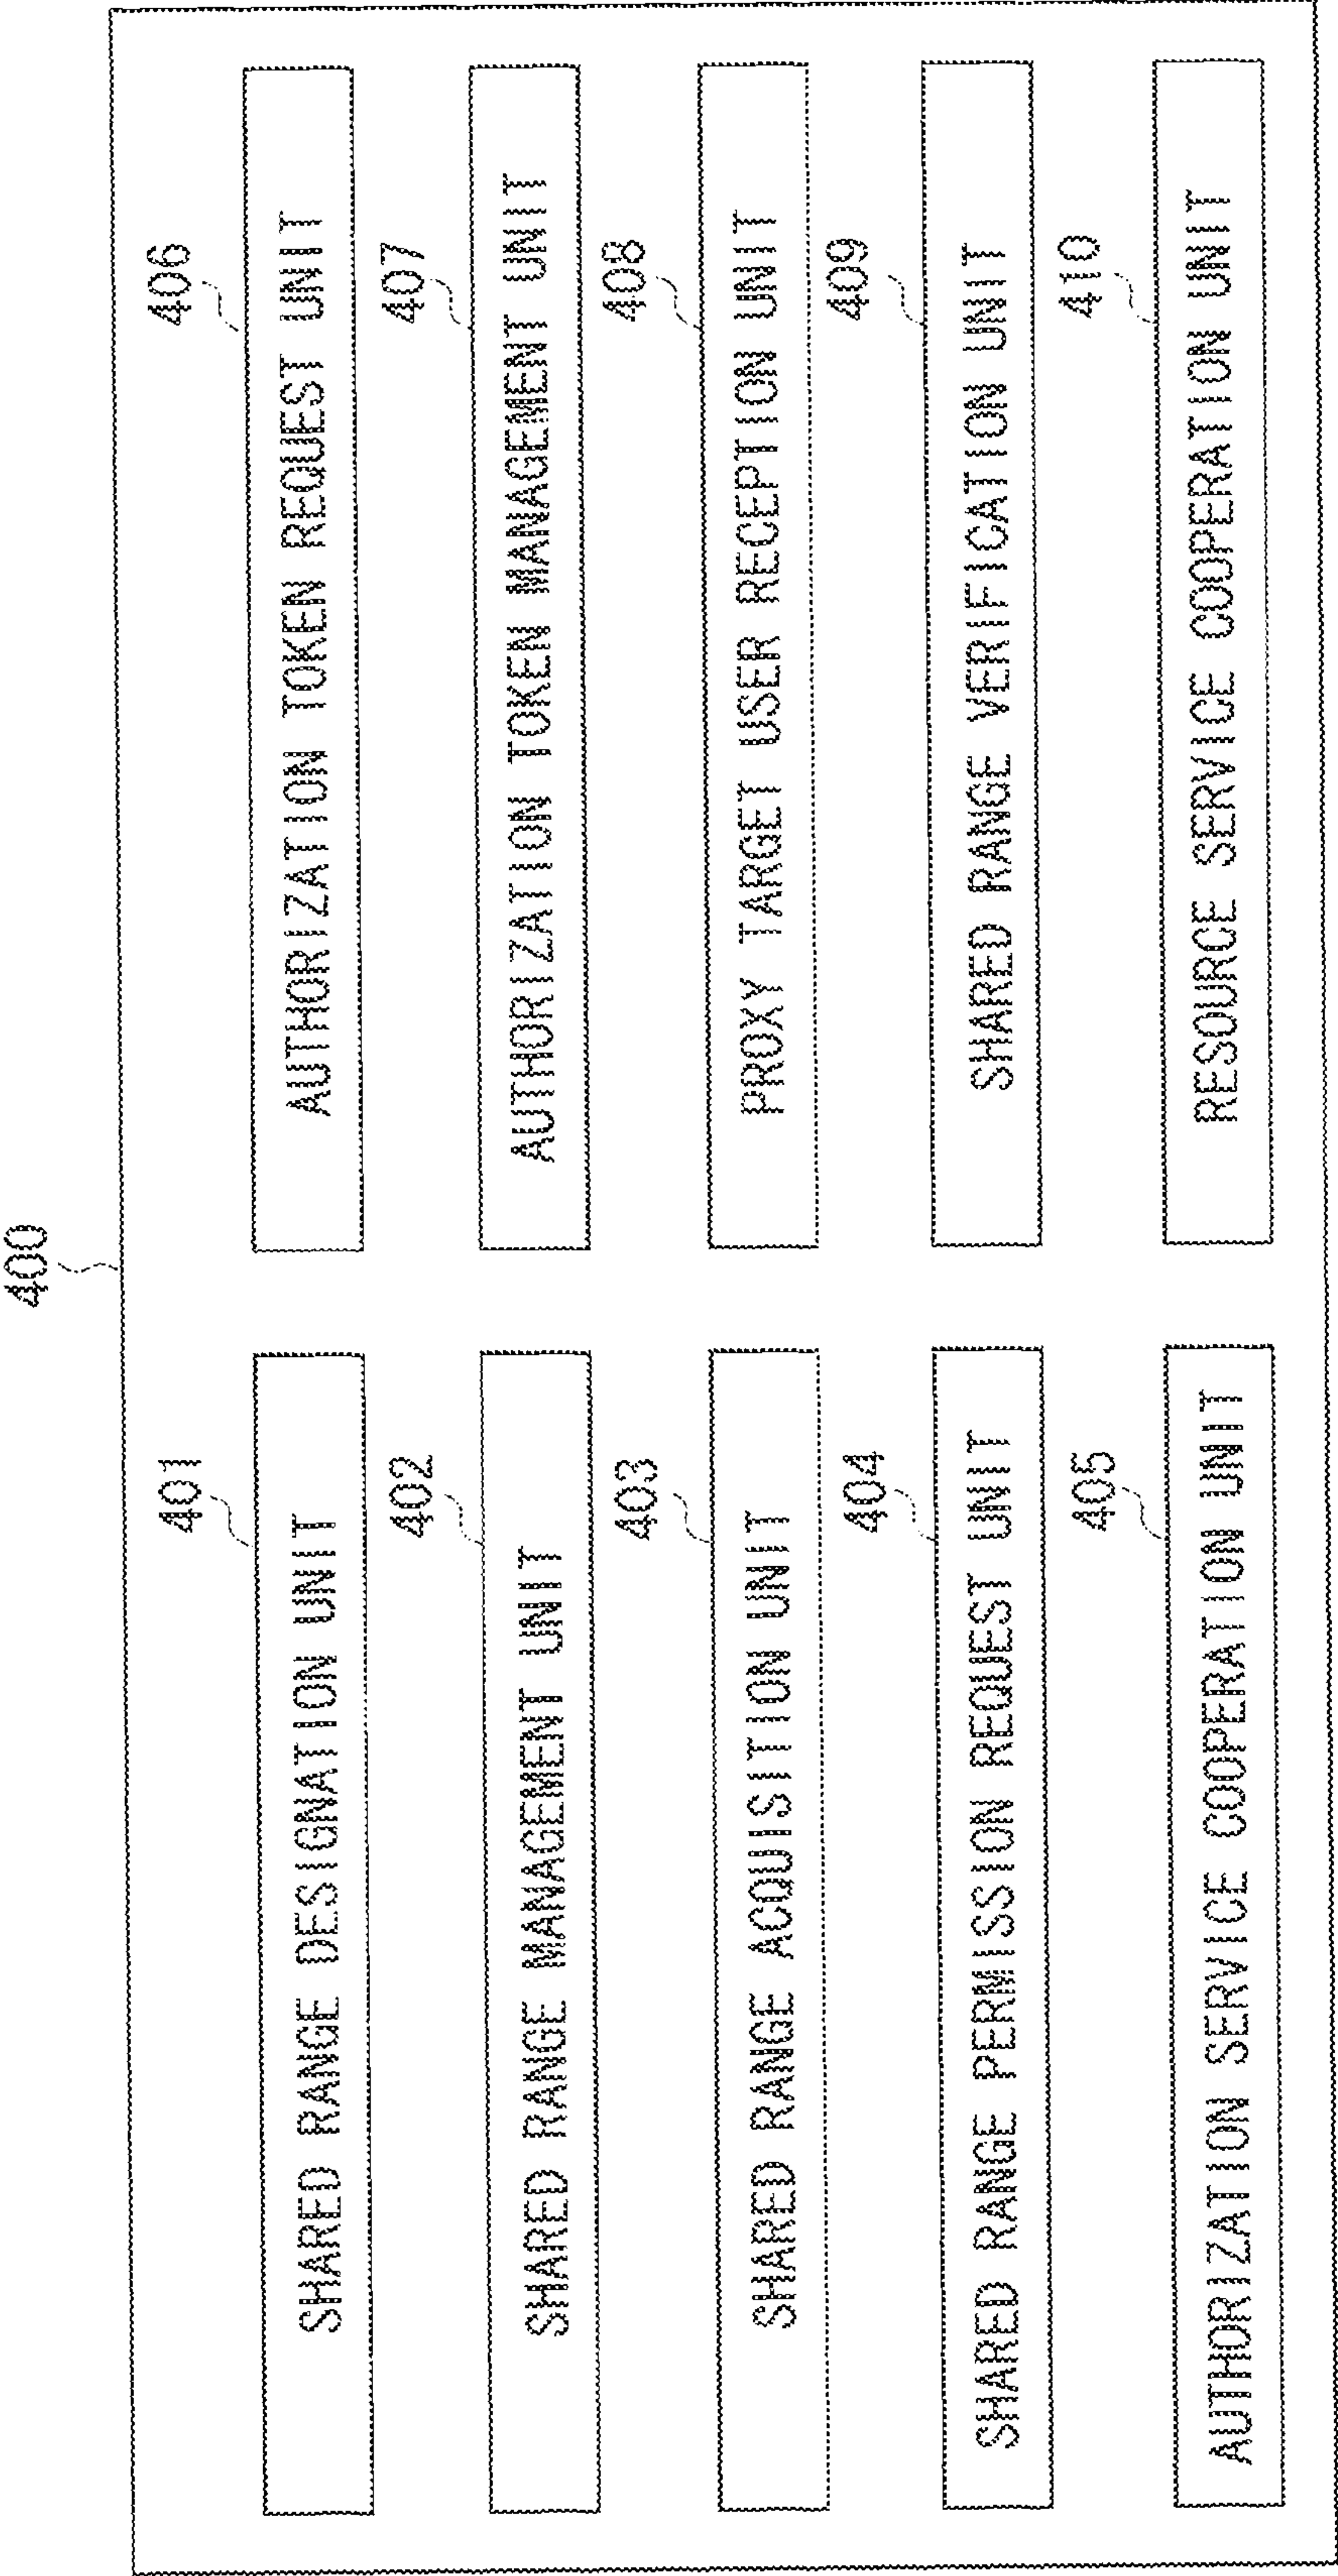 400
401
SHARED RANGE DESIGNATION UNIT
402
SHARED RANGE MANAGEMENT UNIT
403
SHARED RANGE ACQUISITION UNIT
404
SHARED RANGE PERMISSION REQUEST UNIT
405
AUTHORIZATION SERVICE COOPERATION UNIT
406
AUTHORIZATION TOKEN REQUEST UNIT
407
AUTHORIZATION TOKEN MANAGEMENT UNIT
408
PROXY TARGET USER RECEPTION UNIT
409
SHARED RANGE VERIFICATION UNIT
410
RESOURCE SERVICE COOPERATION UNIT